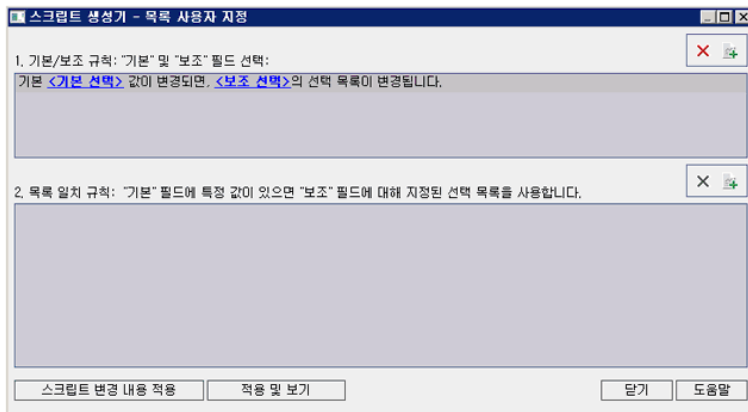 스크립트 생성기 - 목록 사용자 지정
1. 기본/보조 규칙: "기본" 및 "보조" 필드 선택:
기본 <기본 선택> 값이 변경되면, <보조 선택>의 선택 목록이 변경됩니다.
2. 목록 일치 규칙: "기본" 필드에 특정 값이 있으면 "보조" 필드에 대해 지정된 선택 목록을 사용합니다.
스크립트 변경 내용 적용 적용 및 보기 닫기 도움말